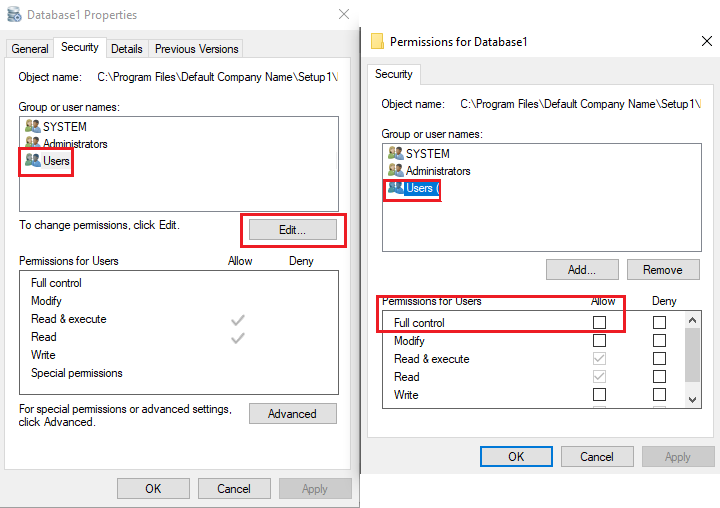 Database1 Properties
General Security Details Previous Versions
Object name: C:\Program Files\Default Company Name\Setup1\
Group or user names:
SYSTEM
Administrators
Users
To change permissions, click Edit.
Edit...
Permissions for Users Allow Deny
Full control
Modify
Read & execute
Read
Write
Special permissions
For special permissions or advanced settings,
click Advanced.
Advanced
OK Cancel Apply
Permissions for Database1
Security
Object name: C:\Program Files\Default Company Name\Setup1\
Group or user names:
SYSTEM
Administrators
Users (
Add... Remove
Permissions for Users Allow Deny
Full control
Modify
Read & execute
Read
Write
OK Cancel Apply